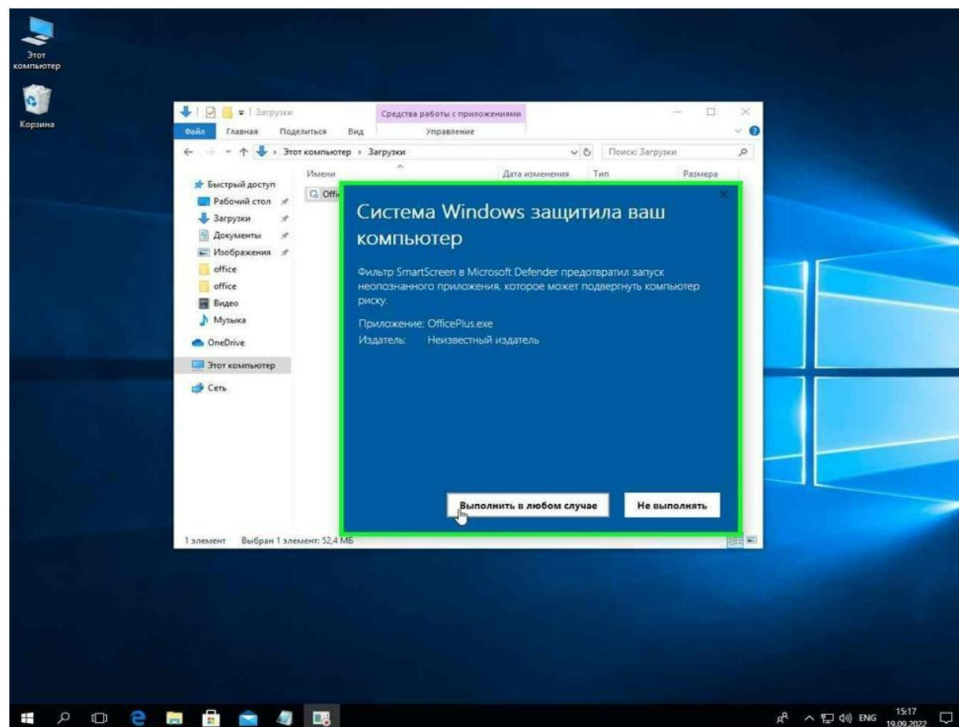 Этот
компьютер
Корзина
Загрузки
Средства работы с приложениями
Файл Главная Поделиться Вид Управление
Этот компьютер › Загрузки
Поиск: Загрузки
Имени Дата изменения Тип Размера
Быстрый доступ
Рабочий стол
Загрузки
Документы
Изображения
office
office
Видео
Музыка
OneDrive
Этот компьютер
Сеть
Система Windows защитила ваш
компьютер
Фильтр SmartScreen в Microsoft Defender предотвратил запуск
неопознанного приложения, которое может подвергнуть компьютер
риску.
Приложение: OfficePlus.exe
Издатель: Неизвестный издатель
Выполнить в любом случае Не выполнять
1 элемент Выбран 1 элемент: 52,4 МБ
ENG
15:17
19.09.2022